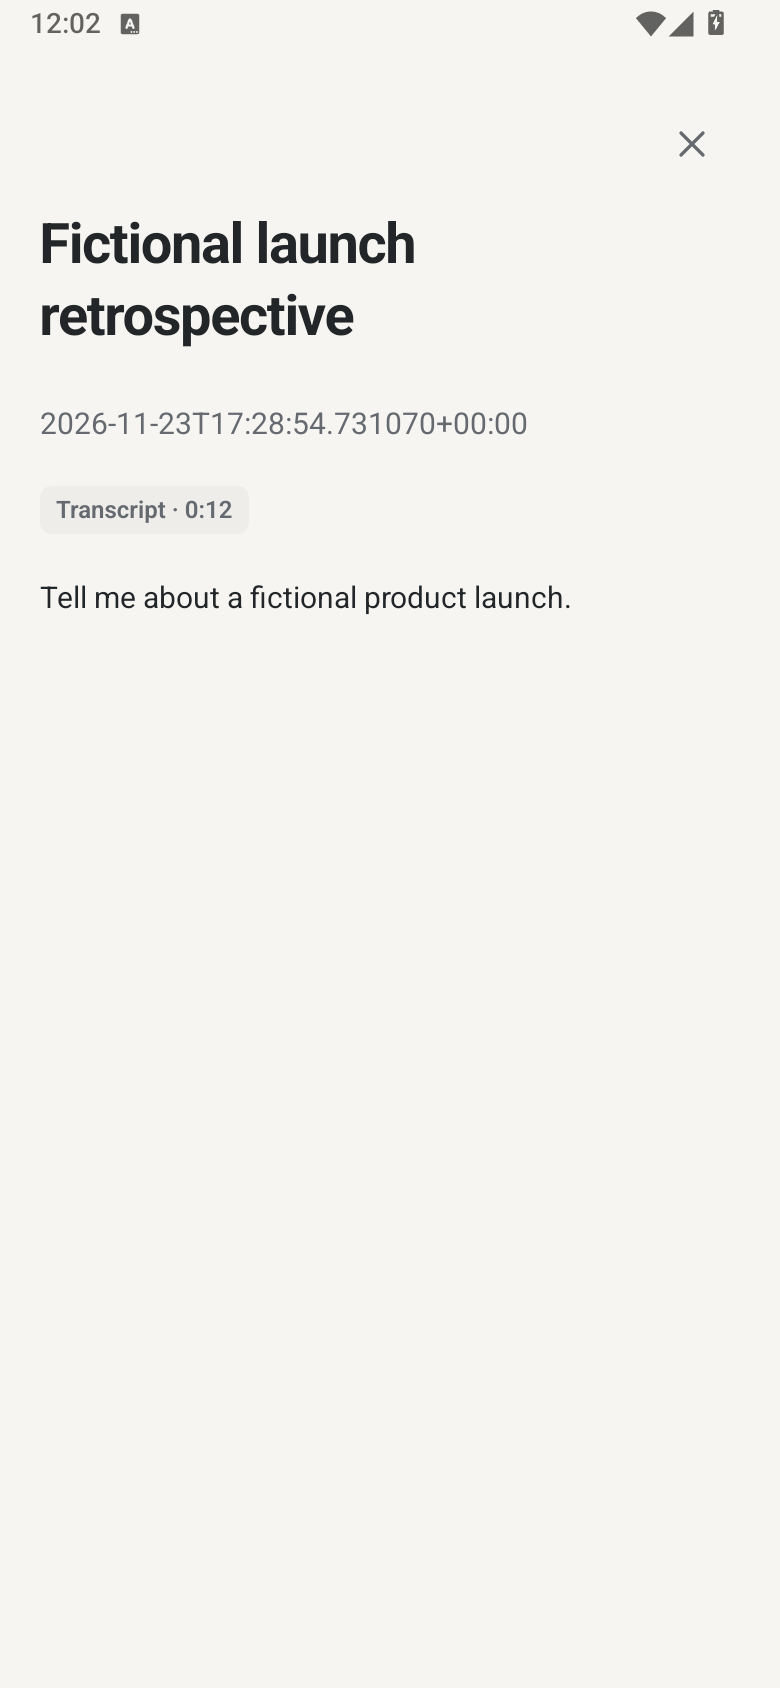 12:02
Fictional launch
retrospective
2026-11-23T17:28:54.731070+00:00
Transcript · 0:12
Tell me about a fictional product launch.